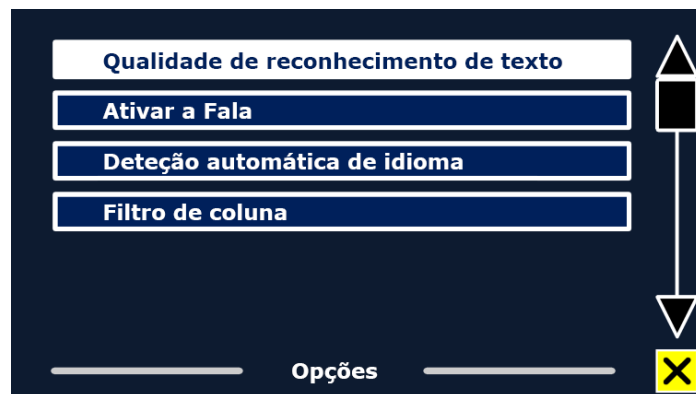 Qualidade de reconhecimento de texto
Ativar a Fala
Deteção automática de idioma
Filtro de coluna
Opções